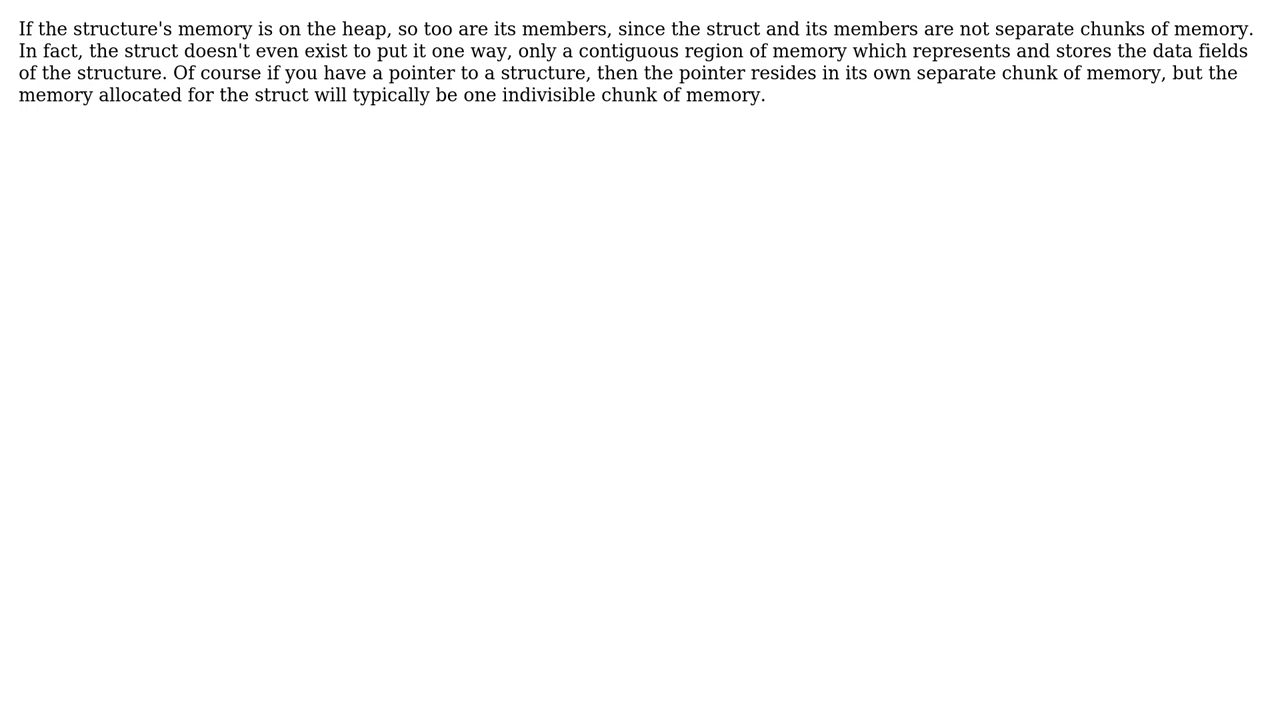 If the structure's memory is on the heap, so too are its members, since the struct and its members are not separate chunks of memory.
In fact, the struct doesn't even exist to put it one way, only a contiguous region of memory which represents and stores the data fields
of the structure. Of course if you have a pointer to a structure, then the pointer resides in its own separate chunk of memory, but the
memory allocated for the struct will typically be one indivisible chunk of memory.